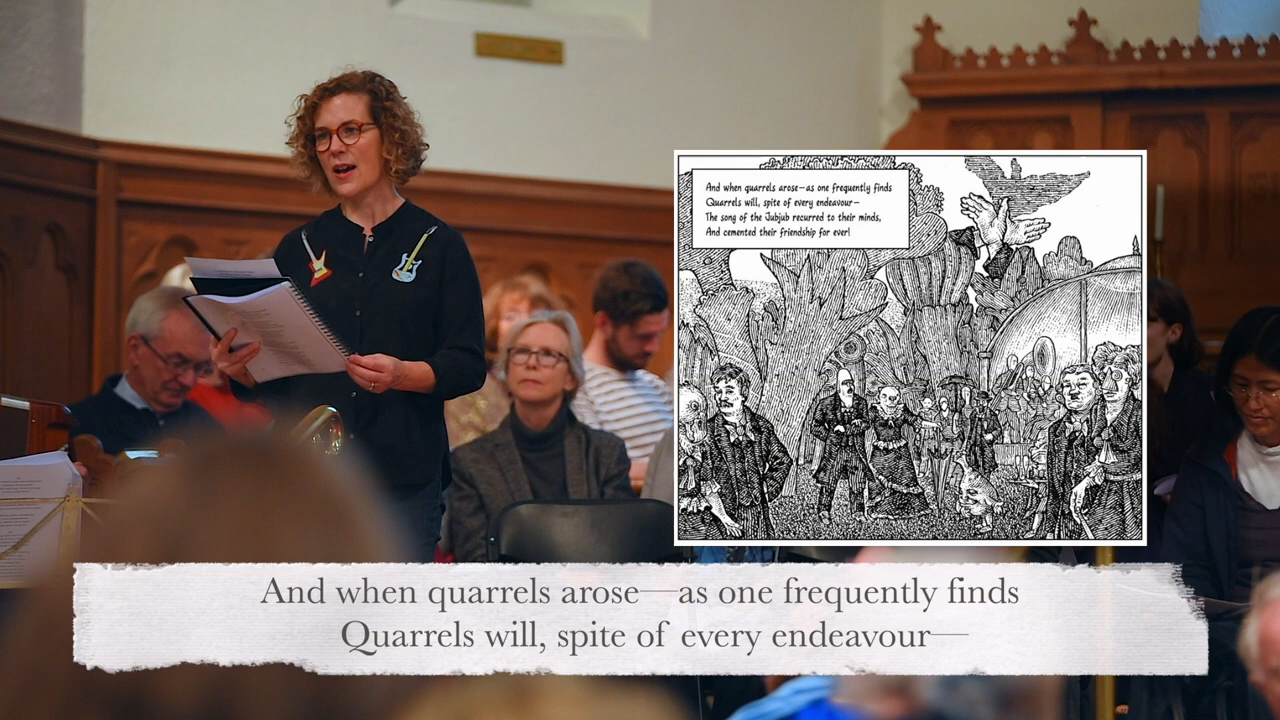 And when quarrels arose—as one frequently finds
Quarrels will, spite of every endeavour—
The song of the Jubjub recurred to their minds,
And cemented their friendship for ever!
And when quarrels arose—as one frequently finds
Quarrels will, spite of every endeavour—